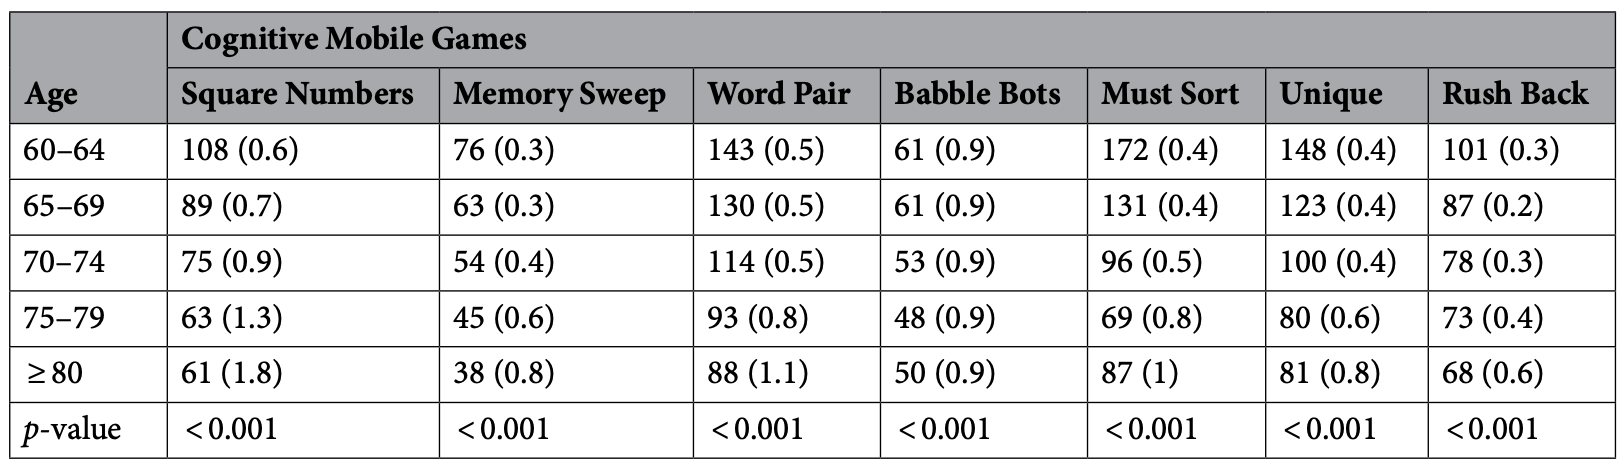 Cognitive Mobile Games
Age Square Numbers Memory Sweep Word Pair Babble Bots Must Sort Unique Rush Back
60–64 108 (0.6) 76 (0.3) 143 (0.5) 61 (0.9) 172 (0.4) 148 (0.4) 101 (0.3)
65–69 89 (0.7) 63 (0.3) 130 (0.5) 61 (0.9) 131 (0.4) 123 (0.4) 87 (0.2)
70–74 75 (0.9) 54 (0.4) 114 (0.5) 53 (0.9) 96 (0.5) 100 (0.4) 78 (0.3)
75–79 63 (1.3) 45 (0.6) 93 (0.8) 48 (0.9) 69 (0.8) 80 (0.6) 73 (0.4)
≥80 61 (1.8) 38 (0.8) 88 (1.1) 50 (0.9) 87 (1) 81 (0.8) 68 (0.6)
p-value <0.001 <0.001 <0.001 <0.001 <0.001 <0.001 <0.001